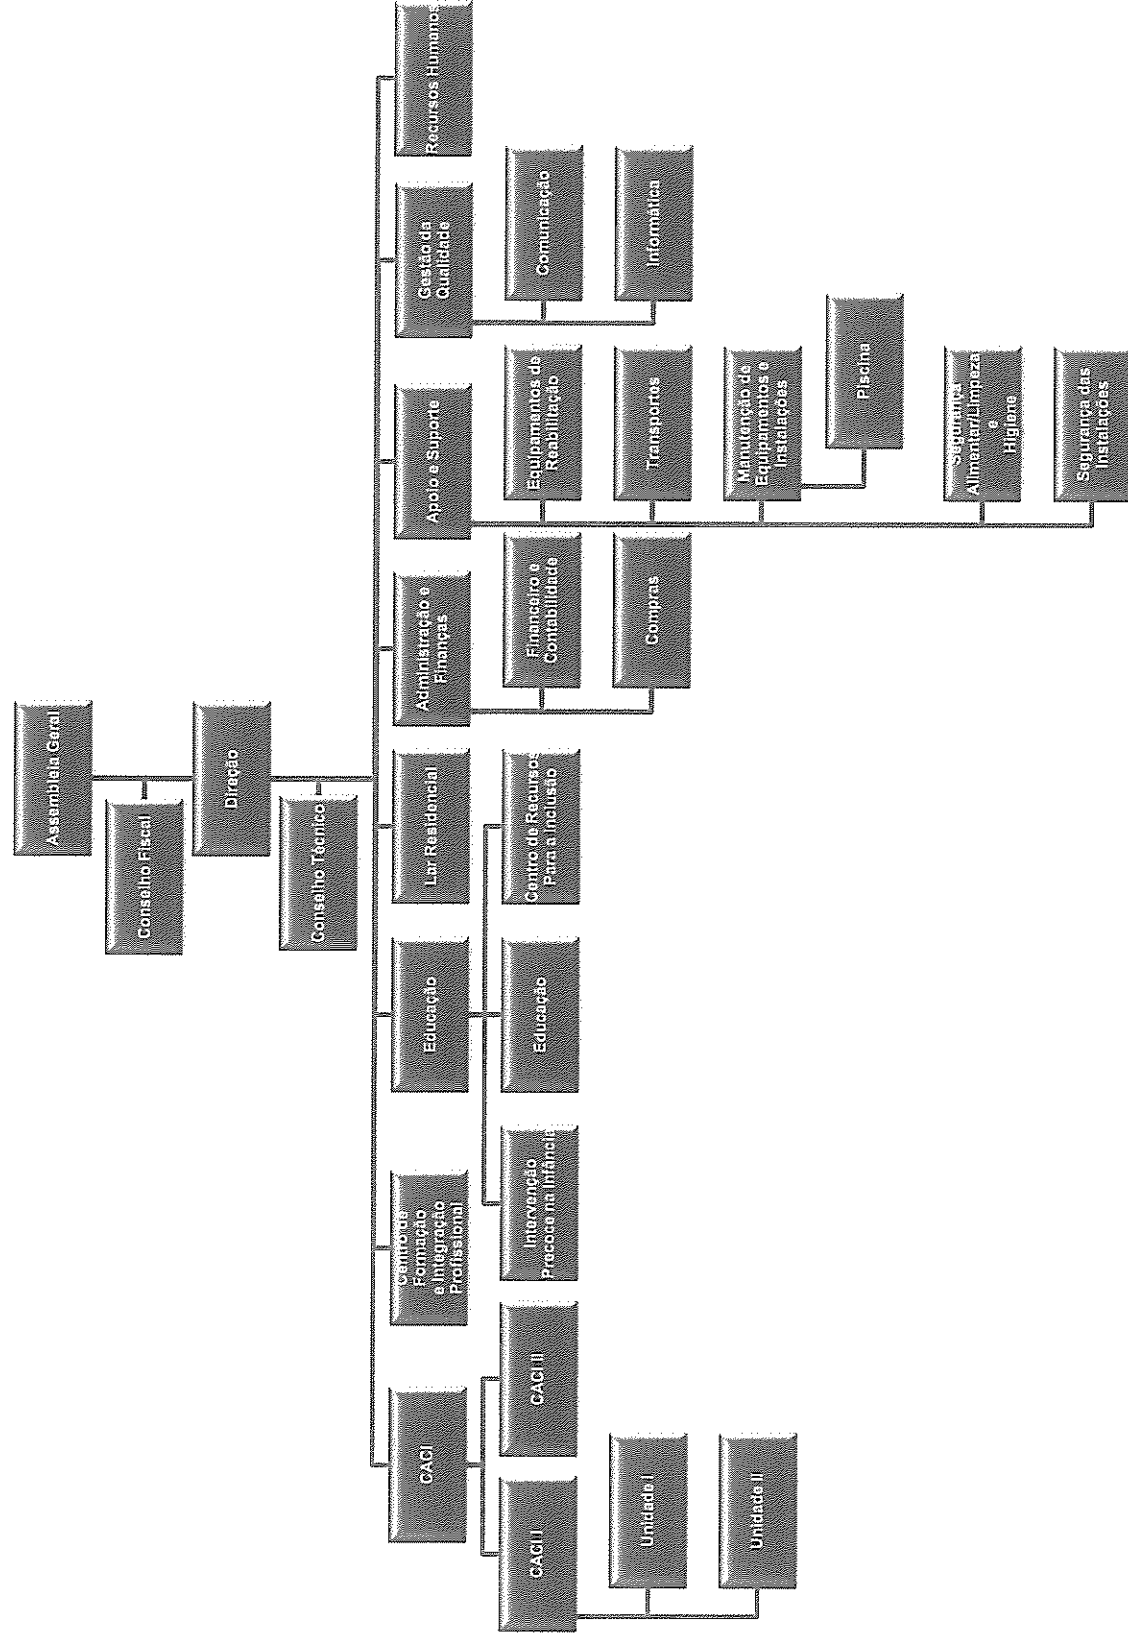 Assembleia Geral
Conselho Fiscal
Direção
Conselho Técnico
CACI
Centro de
Formação
e Integração
Profissional
Educação
Lar Residencial
Administração e
Finanças
Apoio e Suporte
Gestão da
Qualidade
Recursos Humanos
CACI I
CACI II
Unidade I
Unidade II
Intervenção
Precoce na Infância
Educação
Centro de Recursos
Para a Inclusão
Financeiro e
Contabilidade
Compras
Equipamentos de
Reabilitação
Transportes
Manutenção de
Equipamentos e
Instalações
Piscina
Segurança
Alimentar/Limpeza
e
Higiene
Segurança das
Instalações
Comunicação
Informática